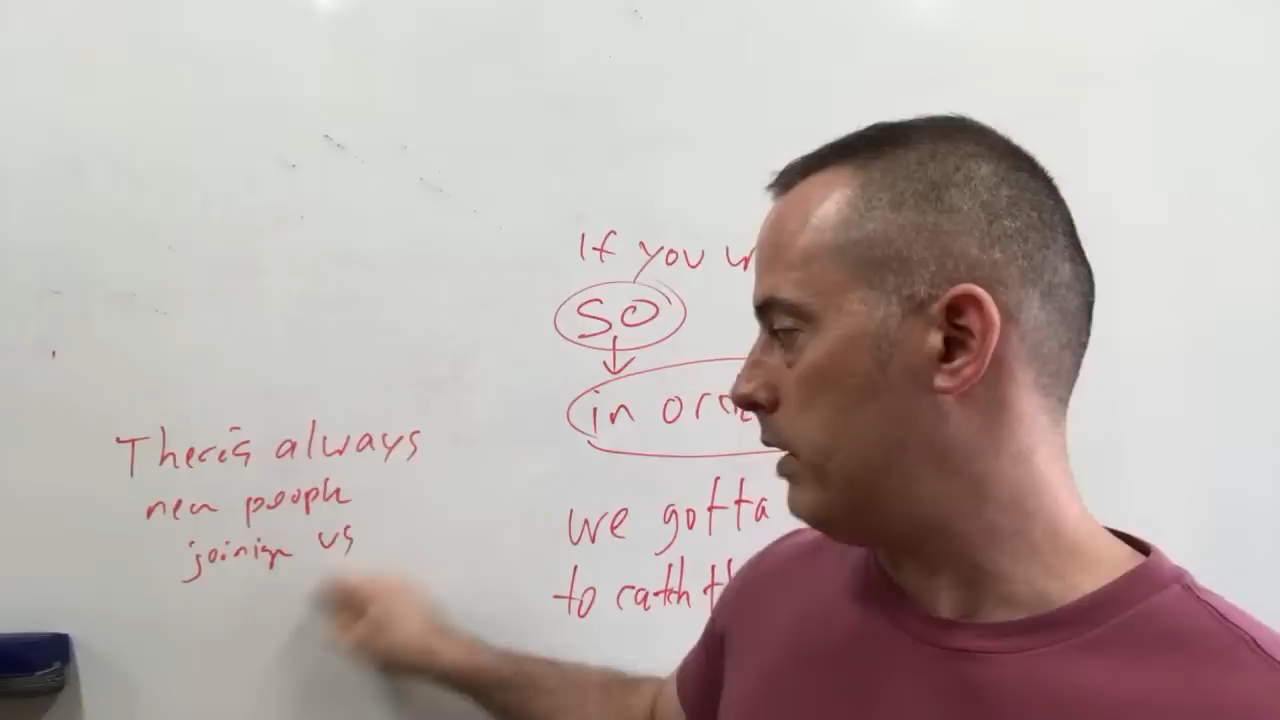 There's always
new people
joining us
If you
so
in
we gotta
to catch